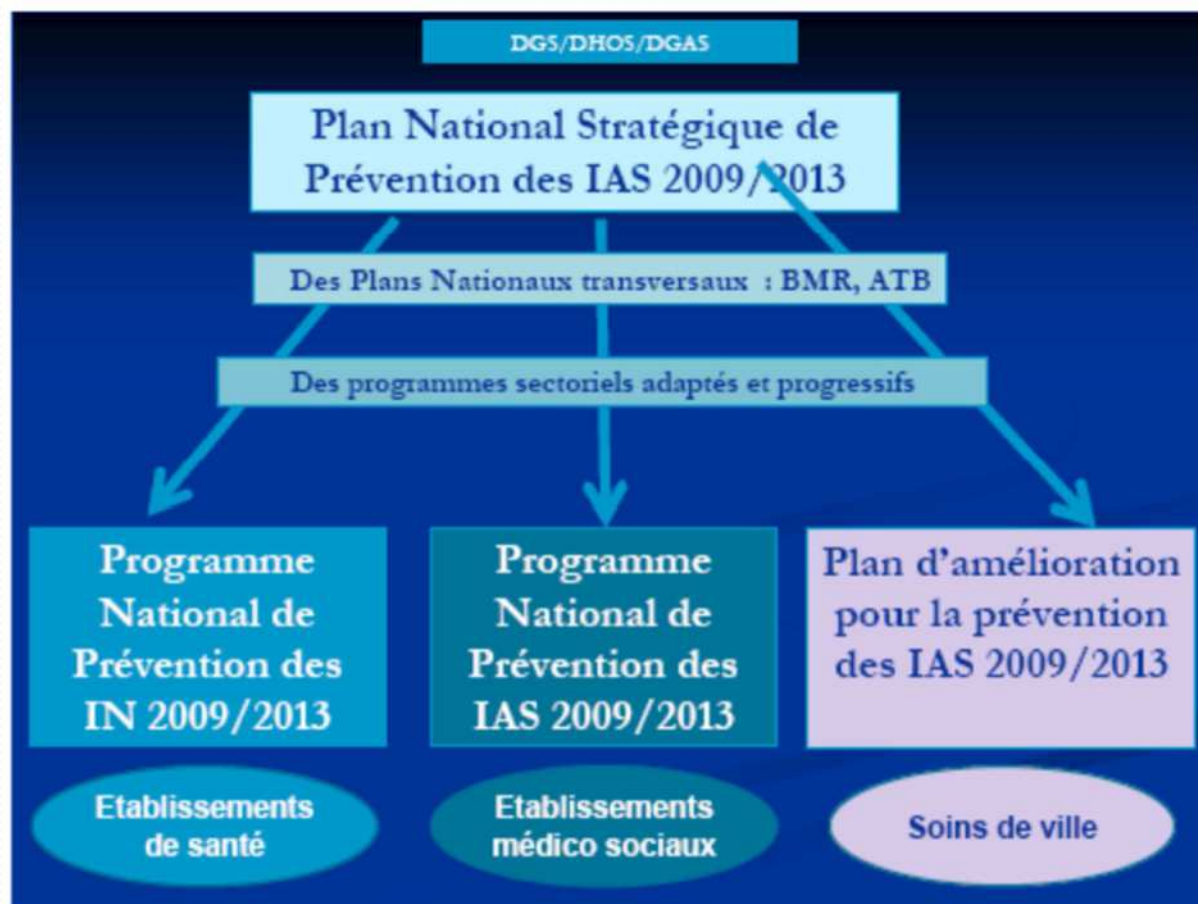 DGS/DHOS/DGAS
Plan National Stratégique de
Prévention des IAS 2009/2013
Des Plans Nationaux transversaux : BMR, ATB
Des programmes sectoriels adaptés et progressifs
Programme
National de
Prévention des
IN 2009/2013
Programme
National de
Prévention des
IAS 2009/2013
Plan d'amélioration
pour la prévention
des IAS 2009/2013
Etablissements
de santé
Etablissements
médico sociaux
Soins de ville